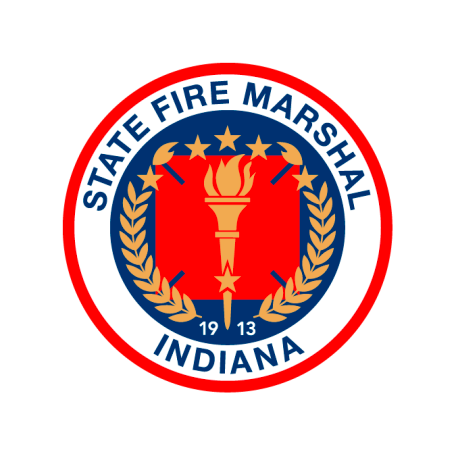 STATE FIRE MARSHAL
19 13
INDIANA